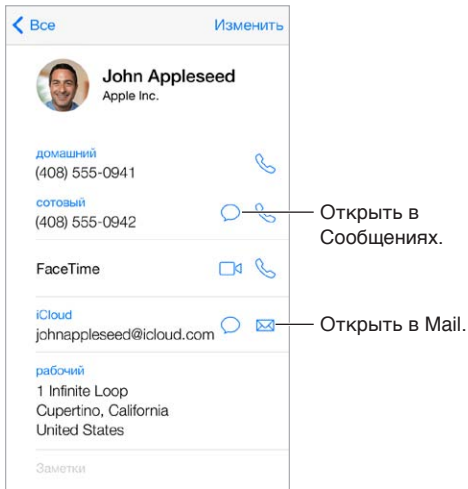 Все Изменить
John Appleseed
Apple Inc.
домашний
(408) 555-0941
сотовый
(408) 555-0942
Открыть в
Сообщениях.
FaceTime
iCloud
johnappleseed@icloud.com
Открыть в Mail.
рабочий
1 Infinite Loop
Cupertino, California
United States
Заметки